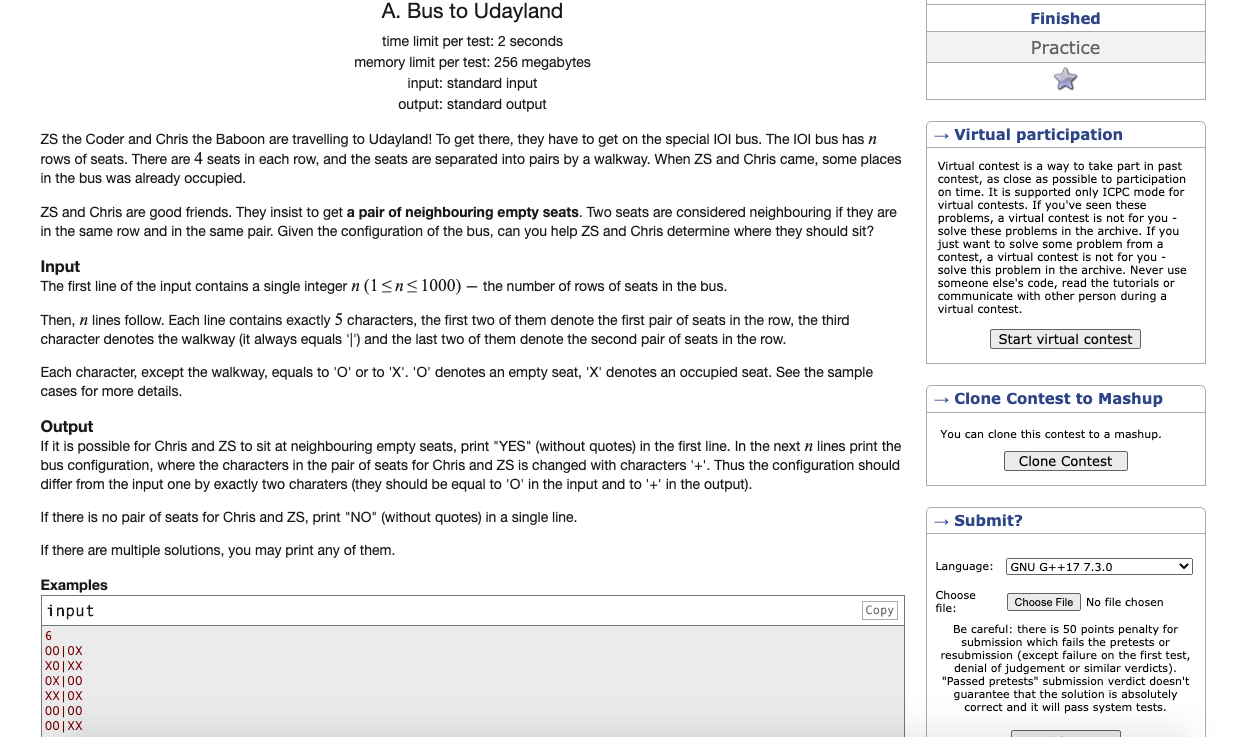 A. Bus to Udayland
time limit per test: 2 seconds
memory limit per test: 256 megabytes
input: standard input
output: standard output
ZS the Coder and Chris the Baboon are travelling to Udayland! To get there, they have to get on the special IOI bus. The IOI bus has n
rows of seats. There are 4 seats in each row, and the seats are separated into pairs by a walkway. When ZS and Chris came, some places
in the bus was already occupied.
ZS and Chris are good friends. They insist to get a pair of neighbouring empty seats. Two seats are considered neighbouring if they are
in the same row and in the same pair. Given the configuration of the bus, can you help ZS and Chris determine where they should sit?
Input
The first line of the input contains a single integer n (1 ≤ n ≤ 1000) — the number of rows of seats in the bus.
Then, n lines follow. Each line contains exactly 5 characters, the first two of them denote the first pair of seats in the row, the third
character denotes the walkway (it always equals '|') and the last two of them denote the second pair of seats in the row.
Each character, except the walkway, equals to 'O' or to 'X'. 'O' denotes an empty seat, 'X' denotes an occupied seat. See the sample
cases for more details.
Output
If it is possible for Chris and ZS to sit at neighbouring empty seats, print "YES" (without quotes) in the first line. In the next n lines print the
bus configuration, where the characters in the pair of seats for Chris and ZS is changed with characters '+'. Thus the configuration should
differ from the input one by exactly two charaters (they should be equal to 'O' in the input and to '+' in the output).
If there is no pair of seats for Chris and ZS, print "NO" (without quotes) in a single line.
If there are multiple solutions, you may print any of them.
Examples
input
Copy
6
OO|OX
XO|XX
OX|OO
XX|OX
OO|OO
OO|XX
Finished
Practice
→ Virtual participation
Virtual contest is a way to take part in past
contest, as close as possible to participation
on time. It is supported only ICPC mode for
virtual contests. If you've seen these
problems, a virtual contest is not for you -
solve these problems in the archive. If you
just want to solve some problem from a
contest, a virtual contest is not for you -
solve this problem in the archive. Never use
someone else's code, read the tutorials or
communicate with other person during a
virtual contest.
Start virtual contest
→ Clone Contest to Mashup
You can clone this contest to a mashup.
Clone Contest
→ Submit?
Language: GNU G++17 7.3.0
Choose
file:
Choose File No file chosen
Be careful: there is 50 points penalty for
submission which fails the pretests or
resubmission (except failure on the first test,
denial of judgement or similar verdicts).
"Passed pretests" submission verdict doesn't
guarantee that the solution is absolutely
correct and it will pass system tests.